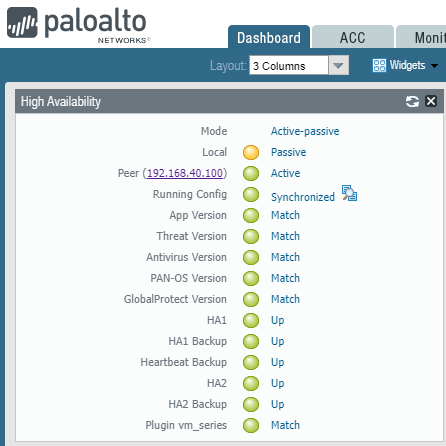 paloalto
NETWORKS®
Dashboard ACC
Layout: 3 Columns Widgets
High Availability
Mode Active-passive
Local Passive
Peer (192.168.40.100) Active
Running Config Synchronized
App Version Match
Threat Version Match
Antivirus Version Match
PAN-OS Version Match
GlobalProtect Version Match
HA1 Up
HA1 Backup Up
Heartbeat Backup Up
HA2 Up
HA2 Backup Up
Plugin vm_series Match